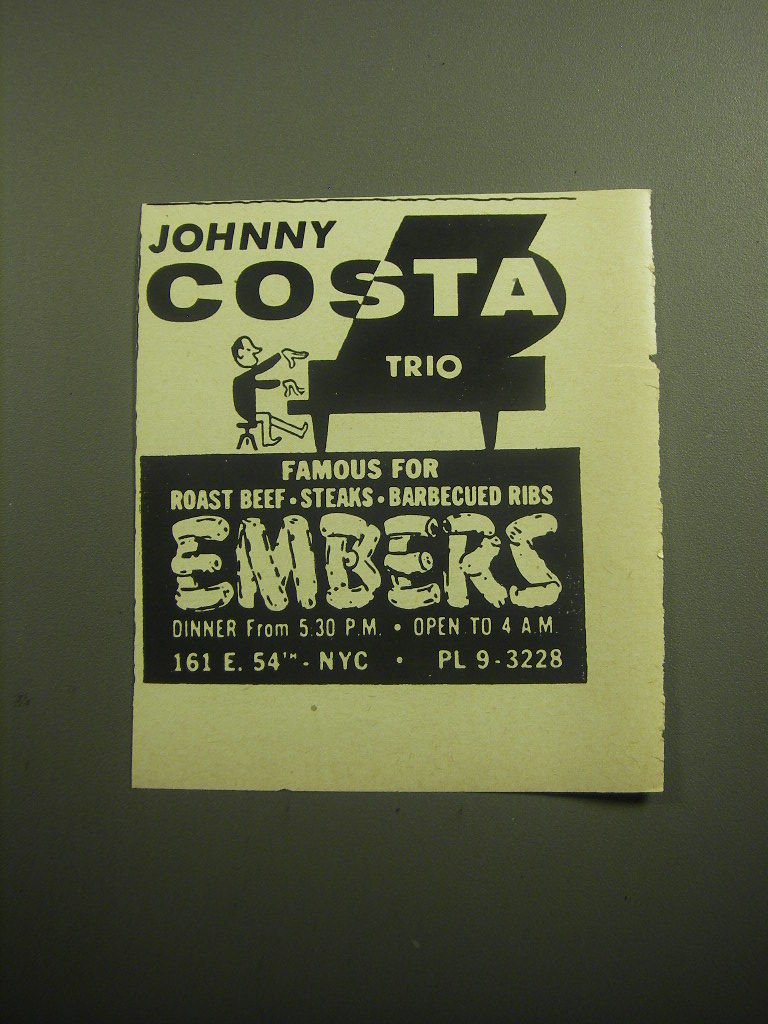 JOHNNY
COSTA
TRIO
FAMOUS FOR
ROAST BEEF • STEAKS • BARBECUED RIBS
EMBERS
DINNER From 5:30 P.M. • OPEN TO 4 A.M.
161 E. 54TH - NYC • PL 9-3228